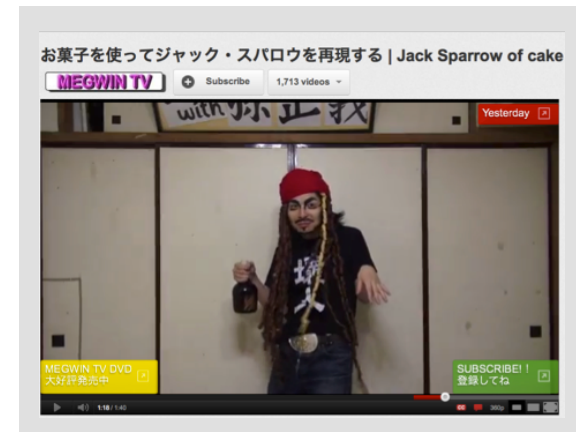 お菓子を使ってジャック・スパロウを再現する | Jack Sparrow of cake
MEGWIN TV
Subscribe
1,713 videos
with
Yesterday
MEGWIN TV DVD
大好評発売中
SUBSCRIBE!!
登録してね
1:18 / 1:40
360p